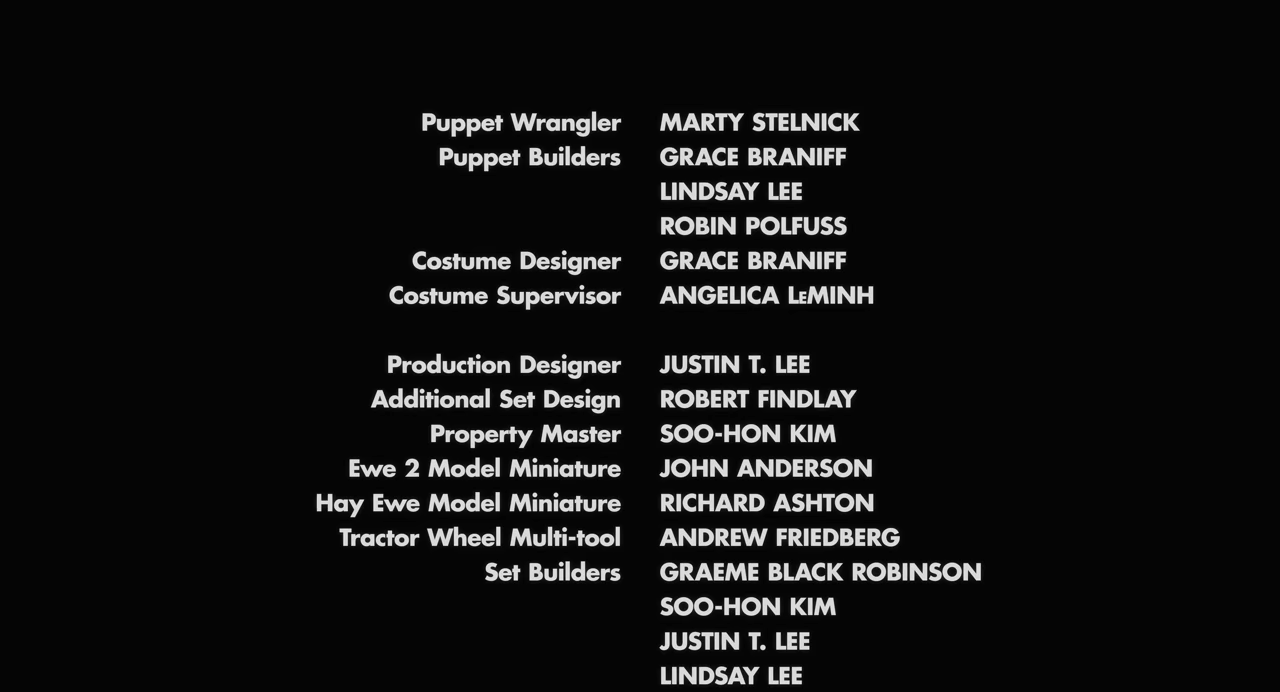 Puppet Wrangler MARTY STELNICK
Puppet Builders GRACE BRANIFF
LINDSAY LEE
ROBIN POLFUSS
Costume Designer GRACE BRANIFF
Costume Supervisor ANGELICA LEMINH
Production Designer JUSTIN T. LEE
Additional Set Design ROBERT FINDLAY
Property Master SOO-HON KIM
Ewe 2 Model Miniature JOHN ANDERSON
Hay Ewe Model Miniature RICHARD ASHTON
Tractor Wheel Multi-tool ANDREW FRIEDBERG
Set Builders GRAEME BLACK ROBINSON
SOO-HON KIM
JUSTIN T. LEE
LINDSAY LEE